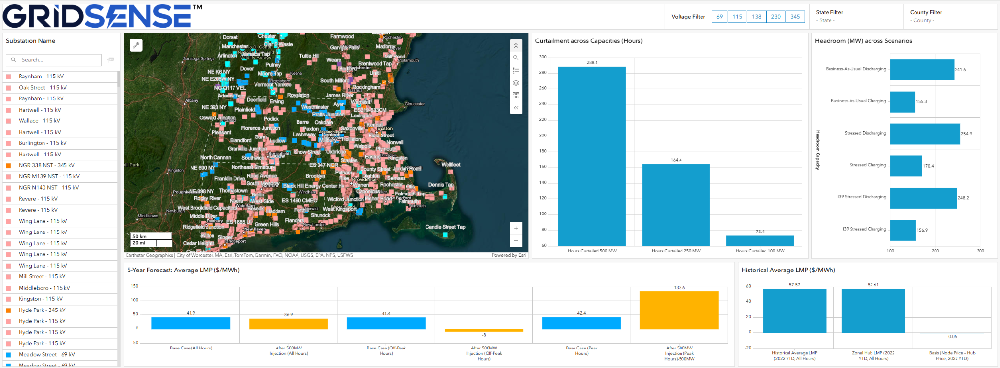 GRIDSENSE™
Voltage Filter
69
115
138
230
345
State Filter
- State -
County Filter
- County -
Substation Name
Search...
Raynham - 115 kV
Oak Street - 115 kV
Raynham - 115 kV
Hartwell - 115 kV
Wallace - 115 kV
Hartwell - 115 kV
Burlington - 115 kV
Hartwell - 115 kV
NGR 338 NST - 345 kV
NGR M139 NST - 115 kV
NGR N140 NST - 115 kV
Revere - 115 kV
Revere - 115 kV
Wing Lane - 115 kV
Wing Lane - 115 kV
Wing Lane - 115 kV
Wing Lane - 115 kV
Wing Lane - 115 kV
Mill Street - 115 kV
Middleboro - 115 kV
Kingston - 115 kV
Hyde Park - 345 kV
Hyde Park - 115 kV
Hyde Park - 115 kV
Hyde Park - 115 kV
Meadow Street - 69 kV
Meadow Street - 69 kV
Dorset
Chester
Farmwood
Rochester
Manchester
Clar S Waste
Garvins Falls
Madbury
Arlington
Jamaica Tap
Wildlife Refuge
Tuttle Hill
Mill Pond
Saratoga Springs
Putney
Weare
Brentwood Tap
Portsmouth
Dover
Bedford
NE K6 NY
Moore Tap
Keene
Unitil
NE E205W NY
Brattleboro
South Milford
Vermont Yankee
NG Q117 VEL
Rockingham
Nashua
Adams Tap
Royalston
James River
Albany
Deerfield
Erving
Ayer
Wamesit
Gloucester
NE 393 NY
Westminster
Plainfield
Pratts Junction
ES219-533CM
Lexington
Oswald Junction
Podick
Barre
Oakdale
Kendall
Florence Junction
Paxton
Saxonville
Boston
Pleasant
Massachusetts
Lashaway
Centech
Field Street
Gunn
Worcester
Blandford
Ludlow
Millbury
Holliston
Norwell
Granville Junction
Walpole
Plymouth
Springfield
Show Street
Uxbridge
Easton
Brockton
North Cannan
Southwick
Ludlow
Staples
Kingston
NE 690 NY
Northeast Simsbury
ES 347 NGR
Wellfleet
Kingston
County Street
Jordan Road
Putnam
Rood Avenue
Brooklyn
Dighton
Franklin Drive
Rise
Providence
Semass
South Meadow
Hartford
Black Hill Energy Center Hv
Warren
Rochester
Otis
Dennis Tap
NE 398 NY
Thomastown
Windham
Canonicus
Falmouth Tap
Berlin
Rocky River
Noera
West Side
ES 1490 CMEC
Wicford Junction
Fisher Road
New Bedford
Falmouth
West Brookfield Capacitors
Waterbury
Beseck
Haddam
Forthill
Norwich
West Kingsport
Rhode Island
Falmouth
Newburgh
Middle River
Shunock
Middletown
Danbury
ES 1685 UI
Flanders
Candle Street Tap
Ridgefield Junction
New Haven
Green Hills
New London
Wilton
Singer
Bridgeport
Cedar Heights
50 km
20 mi
Earthstar Geographics | City of Worcester, MA, Esri, TomTom, Garmin, FAO, NOAA, USGS, EPA, NPS, USFWS
Powered by Esri
Curtailment across Capacities (Hours)
300
280
260
240
220
200
180
160
140
120
100
80
60
288.4
164.4
73.4
Hours Curtailed 500 MW
Hours Curtailed 250 MW
Hours Curtailed 100 MW
Headroom (MW) across Scenarios
Headroom Capacity
Business-As-Usual Discharging
241.6
Business-As-Usual Charging
155.3
Stressed Discharging
254.9
Stressed Charging
170.4
I39 Stressed Discharging
248.2
I39 Stressed Charging
156.9
100
200
300
5-Year Forecast: Average LMP ($/MWh)
150
100
50
0
-50
41.9
36.9
41.4
-8
42.4
133.6
Base Case (All Hours)
After 500MW
Injection (All Hours)
Base Case (Off-Peak
Hours)
After 500MW
Injection (Off-Peak
Hours)
Base Case (Peak
Hours)
After 500MW
Injection (Peak
Hours)-500MW
Historical Average LMP ($/MWh)
60
40
20
0
-20
57.57
57.61
-0.05
Historical Average LMP
(2022 YTD, All Hours)
Zonal Hub LMP (2022
YTD, All Hours)
Basis (Node Price - Hub
Price, 2022 YTD)